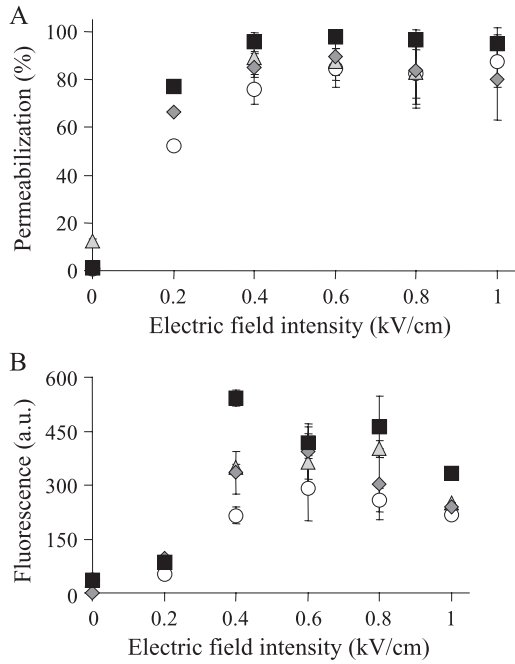 A
Permeabilization (%)
100
80
60
40
20
0
0 0.2 0.4 0.6 0.8 1
Electric field intensity (kV/cm)
B
Fluorescence (a.u.)
600
450
300
150
0
0 0.2 0.4 0.6 0.8 1
Electric field intensity (kV/cm)